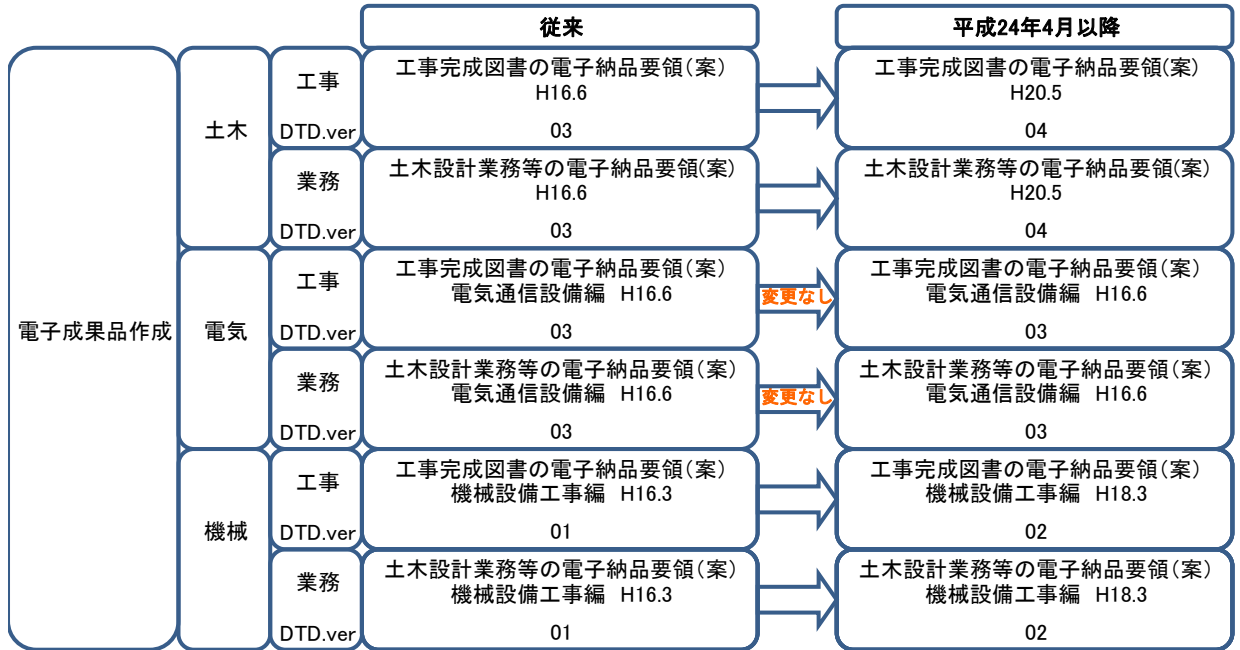 従来
平成24年4月以降
電子成果品作成
土木
工事
DTD.ver
工事完成図書の電子納品要領(案)
H16.6
03
工事完成図書の電子納品要領(案)
H20.5
04
業務
DTD.ver
土木設計業務等の電子納品要領(案)
H16.6
03
土木設計業務等の電子納品要領(案)
H20.5
04
電気
工事
DTD.ver
工事完成図書の電子納品要領(案)
電気通信設備編 H16.6
03
変更なし
工事完成図書の電子納品要領(案)
電気通信設備編 H16.6
03
業務
DTD.ver
土木設計業務等の電子納品要領(案)
電気通信設備編 H16.6
03
変更なし
土木設計業務等の電子納品要領(案)
電気通信設備編 H16.6
03
機械
工事
DTD.ver
工事完成図書の電子納品要領(案)
機械設備工事編 H16.3
01
工事完成図書の電子納品要領(案)
機械設備工事編 H18.3
02
業務
DTD.ver
土木設計業務等の電子納品要領(案)
機械設備工事編 H16.3
01
土木設計業務等の電子納品要領(案)
機械設備工事編 H18.3
02